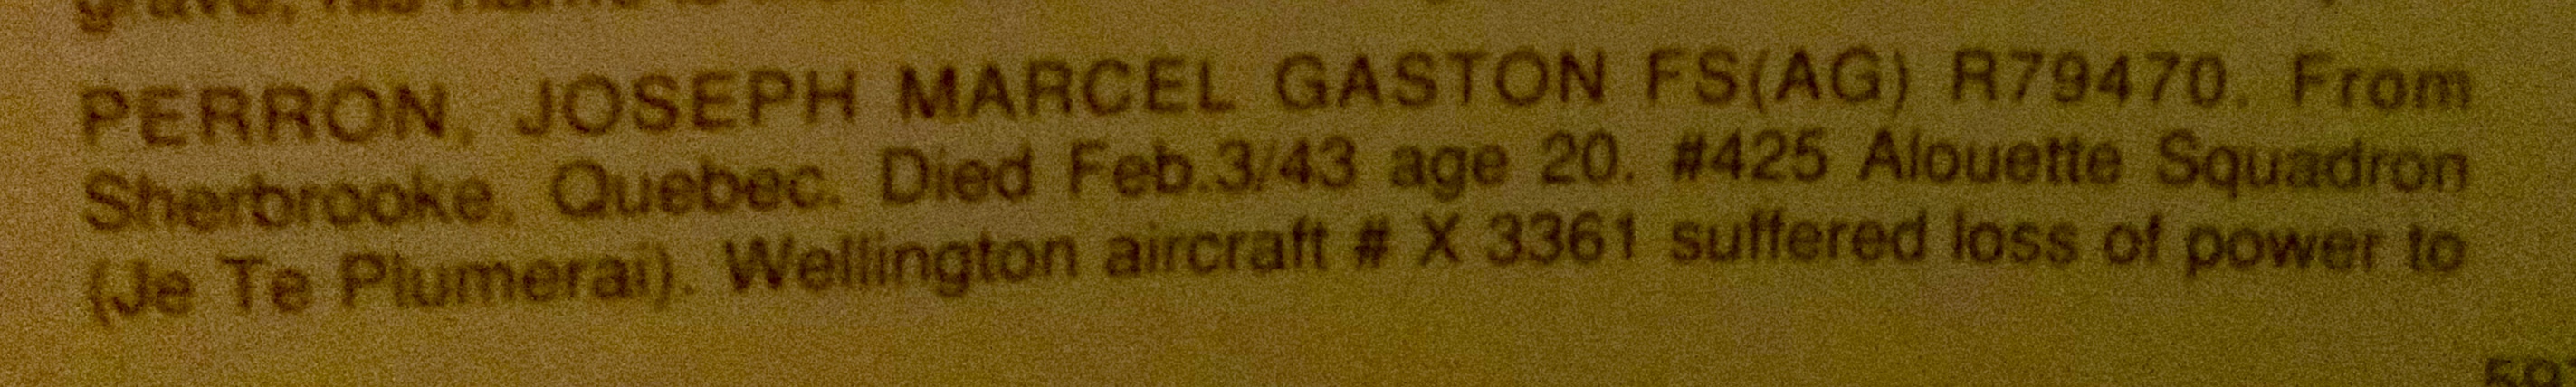 PERRON, JOSEPH MARCEL GASTON FS(AG) R79470. From
Sherbrooke, Quebec. Died Feb.3/43 age 20. #425 Alouette Squadron
(Je Te Plumerai). Wellington aircraft # X 3361 suffered loss of power to